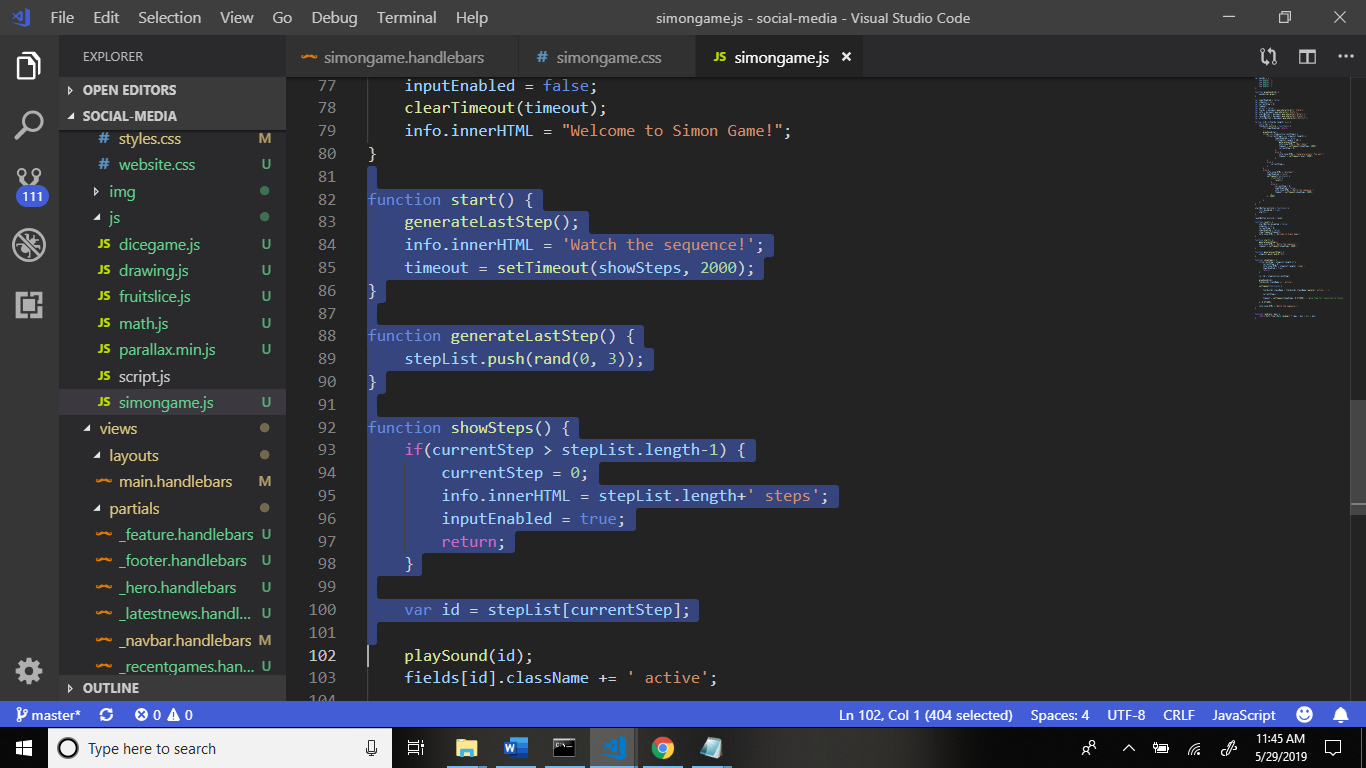 File Edit Selection View Go Debug Terminal Help simongame.js - social-media - Visual Studio Code
EXPLORER
OPEN EDITORS
SOCIAL-MEDIA
# styles.css M
# website.css U
img
js
JS dicegame.js U
JS drawing.js U
JS fruitslice.js U
JS math.js U
JS parallax.min.js U
JS script.js
JS simongame.js U
views
layouts
main.handlebars M
partials
_feature.handlebars U
_footer.handlebars U
_hero.handlebars U
_latestnews.handl... U
_navbar.handlebars M
_recentgames.han... U
OUTLINE
111
simongame.handlebars # simongame.css JS simongame.js
77 inputEnabled = false;
78 clearTimeout(timeout);
79 info.innerHTML = "Welcome to Simon Game!";
80 }
81
82 function start() {
83 generateLastStep();
84 info.innerHTML = 'Watch the sequence!';
85 timeout = setTimeout(showSteps, 2000);
86 }
87
88 function generateLastStep() {
89 stepList.push(rand(0, 3));
90 }
91
92 function showSteps() {
93 if(currentStep > stepList.length-1) {
94 currentStep = 0;
95 info.innerHTML = stepList.length+' steps';
96 inputEnabled = true;
97 return;
98 }
99
100 var id = stepList[currentStep];
101
102 playSound(id);
103 fields[id].className += ' active';
104
master* 0 0 Ln 102, Col 1 (404 selected) Spaces: 4 UTF-8 CRLF JavaScript
Type here to search
11:45 AM
5/29/2019